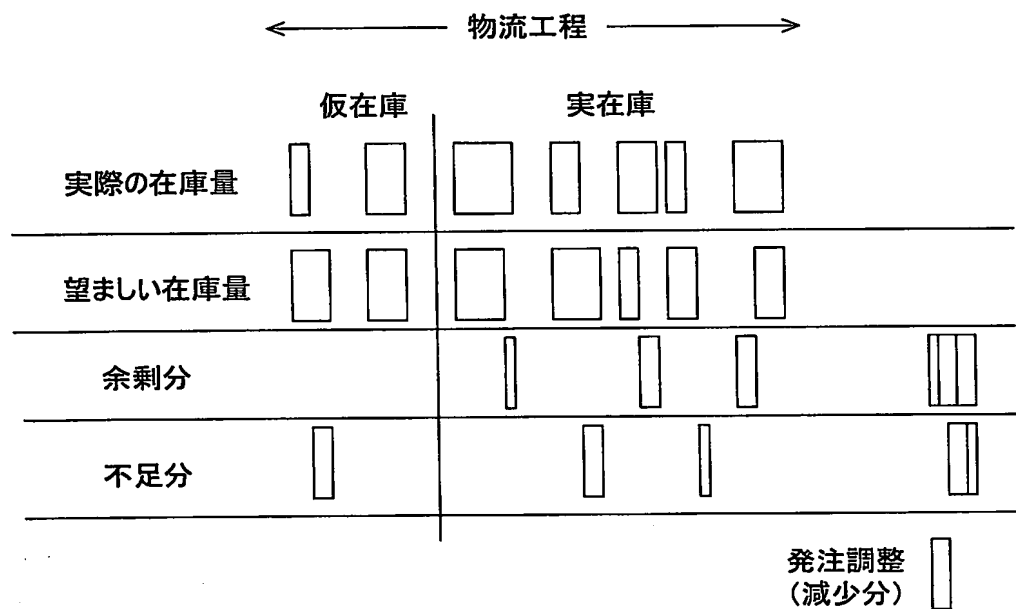 物流工程
仮在庫
実在庫
実際の在庫量
望ましい在庫量
余剰分
不足分
発注調整
(減少分)